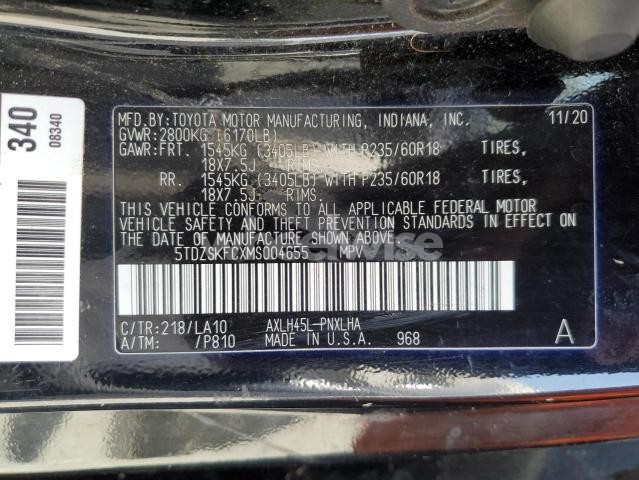 340
08340
MFD.BY:TOYOTA MOTOR MANUFACTURING, INDIANA, INC. 11/20
GVWR:2800KG (6170LB)
GAWR:FRT. 1545KG (3405LB) WITH P235/60R18 TIRES,
18X7.5J RIMS.
RR. 1545KG (3405LB) WITH P235/60R18 TIRES,
18X7.5J RIMS.
THIS VEHICLE CONFORMS TO ALL APPLICABLE FEDERAL MOTOR
VEHICLE SAFETY AND THEFT PREVENTION STANDARDS IN EFFECT ON
THE DATE OF MANUFACTURE SHOWN ABOVE.
5TDZSKFCXMS004655 MPV
C/TR:218/LA10 AXLH45L-PNXLHA
A/TM: /P810 MADE IN U.S.A. 968 A